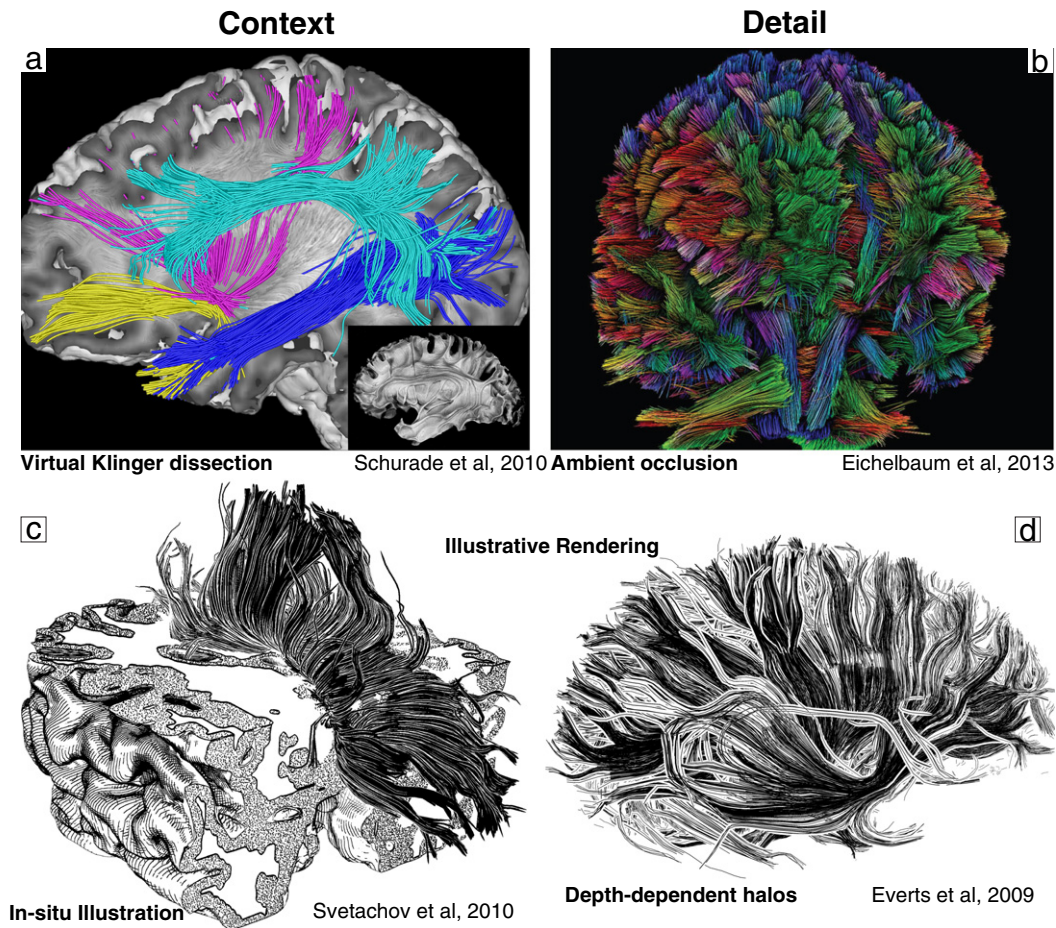 Context
Detail
a
b
Virtual Klinger dissection
Schurade et al, 2010
Ambient occlusion
Eichelbaum et al, 2013
c
d
Illustrative Rendering
In-situ Illustration
Svetachov et al, 2010
Depth-dependent halos
Everts et al, 2009